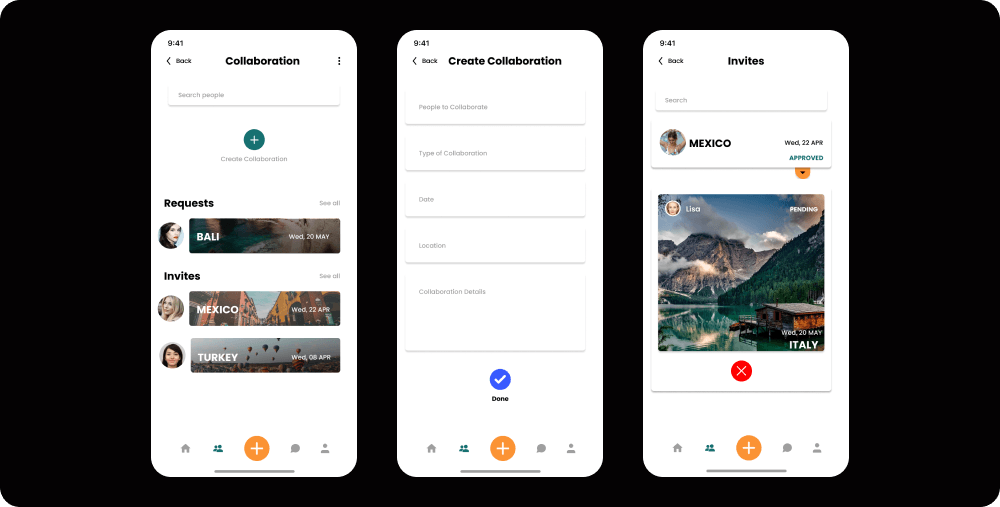 9:41
Back
Collaboration
Search people
Create Collaboration
Requests
See all
BALI
Wed, 20 MAY
Invites
See all
MEXICO
Wed, 22 APR
TURKEY
Wed, 08 APR
9:41
Back
Create Collaboration
People to Collaborate
Type of Collaboration
Date
Location
Collaboration Details
Done
9:41
Back
Invites
Search
MEXICO
Wed, 22 APR
APPROVED
Lisa
PENDING
Wed, 20 MAY
ITALY